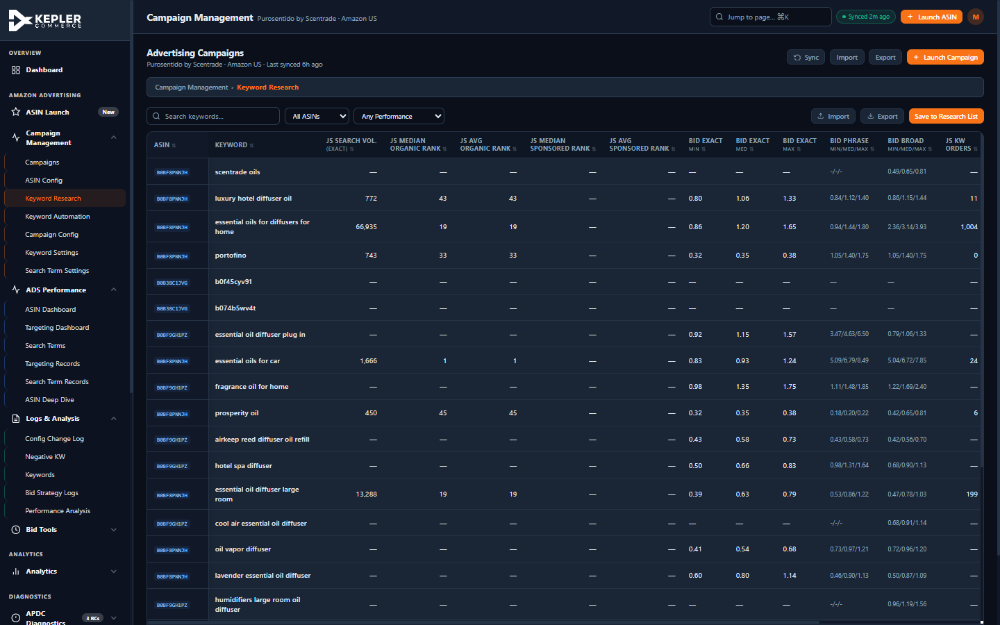 KEPLER
COMMERCE
OVERVIEW
Dashboard
AMAZON ADVERTISING
ASIN Launch New
Campaign
Management
Campaigns
ASIN Config
Keyword Research
Keyword Automation
Campaign Config
Keyword Settings
Search Term Settings
ADS Performance
ASIN Dashboard
Targeting Dashboard
Search Terms
Targeting Records
Search Term Records
ASIN Deep Dive
Logs & Analysis
Config Change Log
Negative KW
Keywords
Bid Strategy Logs
Performance Analysis
Bid Tools
ANALYTICS
Analytics
DIAGNOSTICS
APDC 3 RCs
Diagnostics
Campaign Management Purosentido by Scentrade · Amazon US
Jump to page... ⌘K
Synced 2m ago
+ Launch ASIN
M
Advertising Campaigns
Purosentido by Scentrade · Amazon US · Last synced 6h ago
Sync
Import
Export
+ Launch Campaign
Campaign Management › Keyword Research
Search keywords...
All ASINs
Any Performance
Import
Export
Save to Research List
ASIN
KEYWORD
JS SEARCH VOL.
(EXACT)
JS MEDIAN
ORGANIC RANK
JS AVG
ORGANIC RANK
JS MEDIAN
SPONSORED RANK
JS AVG
SPONSORED RANK
BID EXACT
MIN
BID EXACT
MED
BID EXACT
MAX
BID PHRASE
MIN/MED/MAX
BID BROAD
MIN/MED/MAX
JS KW
ORDERS
B0BF8PNNJH scentrade oils — — — — — — — — -/-/- 0.49/0.65/0.81 —
B0BF8PNNJH luxury hotel diffuser oil 772 43 43 — — 0.80 1.06 1.33 0.84/1.12/1.40 0.86/1.15/1.44 11
B0BF8PNNJH essential oils for diffusers for
home 66,935 19 19 — — 0.86 1.20 1.65 0.94/1.44/1.80 2.36/3.14/3.93 1,004
B0BF8PNNJH portofino 743 33 33 — — 0.32 0.35 0.38 1.05/1.40/1.75 1.05/1.40/1.75 0
B0B38C1JVG b0f45cyv91 — — — — — — — — — — —
B0B38C1JVG b074b5wv4t — — — — — — — — — — —
B0BF9GH1PZ essential oil diffuser plug in — — — — — 0.92 1.15 1.57 3.47/4.63/6.50 0.79/1.06/1.33 —
B0BF8PNNJH essential oils for car 1,666 1 1 — — 0.83 0.93 1.24 5.09/6.79/8.49 5.04/6.72/7.85 24
B0BF9GH1PZ fragrance oil for home — — — — — 0.98 1.35 1.75 1.11/1.48/1.85 1.22/1.69/2.40 —
B0BF8PNNJH prosperity oil 450 45 45 — — 0.32 0.35 0.38 0.18/0.20/0.22 0.42/0.65/0.81 6
B0BF9GH1PZ airkeep reed diffuser oil refill — — — — — 0.43 0.58 0.73 0.43/0.58/0.73 0.42/0.56/0.70 —
B0BF9GH1PZ hotel spa diffuser — — — — — 0.50 0.66 0.83 0.98/1.31/1.64 0.68/0.90/1.13 —
B0BF8PNNJH essential oil diffuser large
room 13,288 19 19 — — 0.39 0.63 0.79 0.53/0.86/1.22 0.47/0.78/1.03 199
B0BF9GH1PZ cool air essential oil diffuser — — — — — — — — -/-/- 0.68/0.91/1.14 —
B0BF8PNNJH oil vapor diffuser — — — — — 0.41 0.54 0.68 0.73/0.97/1.21 0.72/0.96/1.20 —
B0BF8PNNJH lavender essential oil diffuser — — — — — 0.60 0.80 1.14 0.46/0.90/1.13 0.50/0.87/1.09 —
B0BF9GH1PZ humidifiers large room oil
diffuser — — — — — — — — -/-/- 0.96/1.19/1.56 —